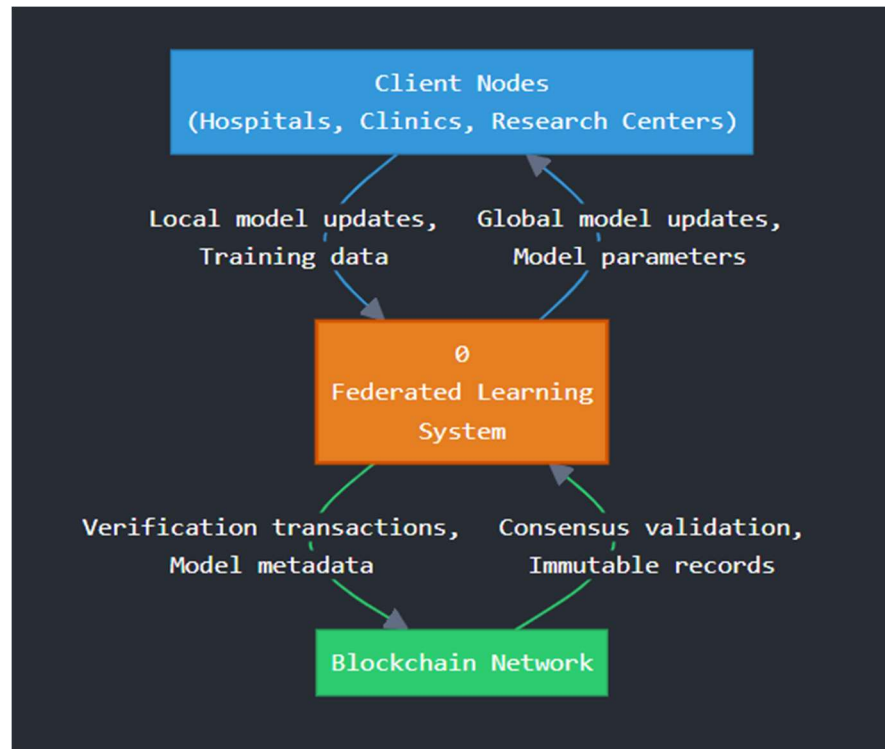 Client Nodes
(Hospitals, Clinics, Research Centers)
Local model updates,
Training data
Global model updates,
Model parameters
0
Federated Learning
System
Verification transactions,
Model metadata
Consensus validation,
Immutable records
Blockchain Network